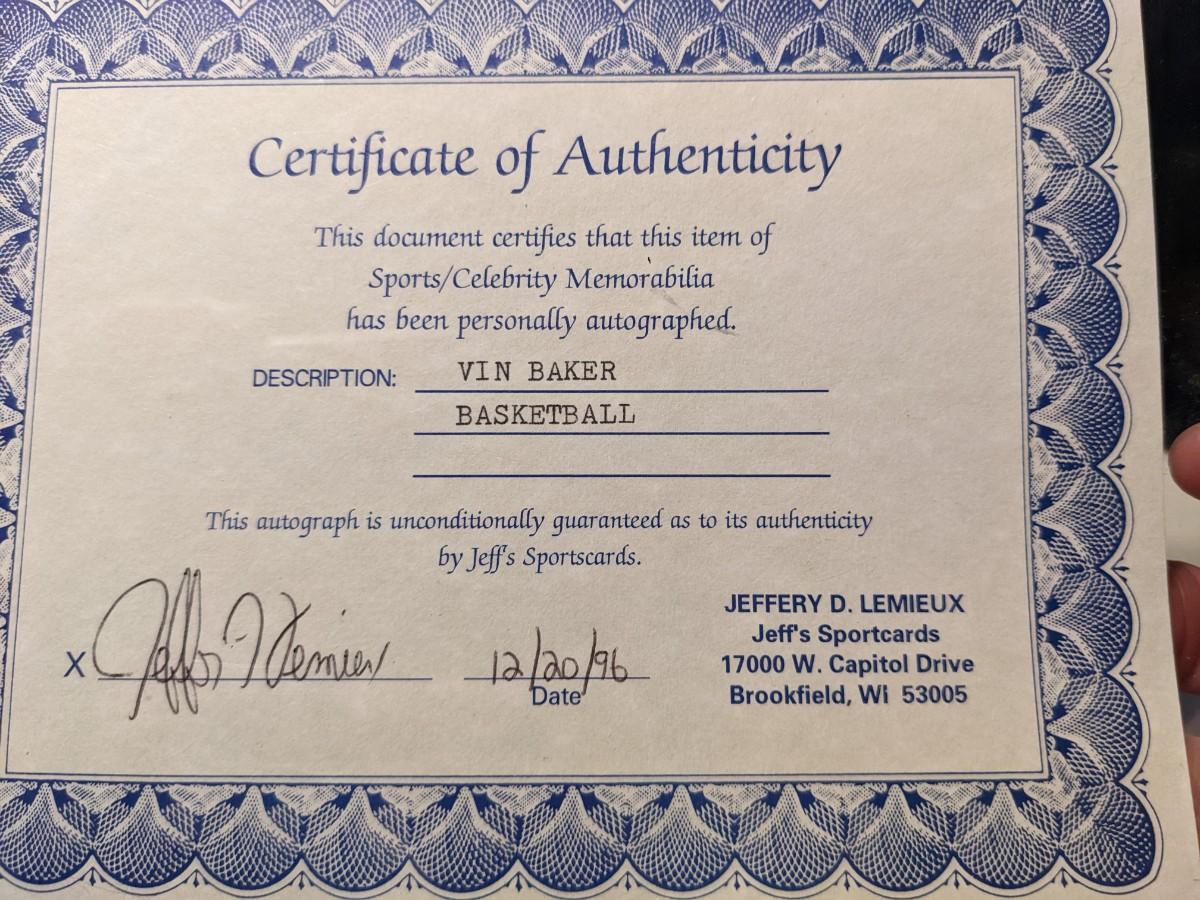 Certificate of Authenticity
This document certifies that this item of
Sports/Celebrity Memorabilia
has been personally autographed.
DESCRIPTION: VIN BAKER
BASKETBALL
This autograph is unconditionally guaranteed as to its authenticity
by Jeff's Sportscards.
X
12/20/96
Date
JEFFERY D. LEMIEUX
Jeff's Sportcards
17000 W. Capitol Drive
Brookfield, WI 53005